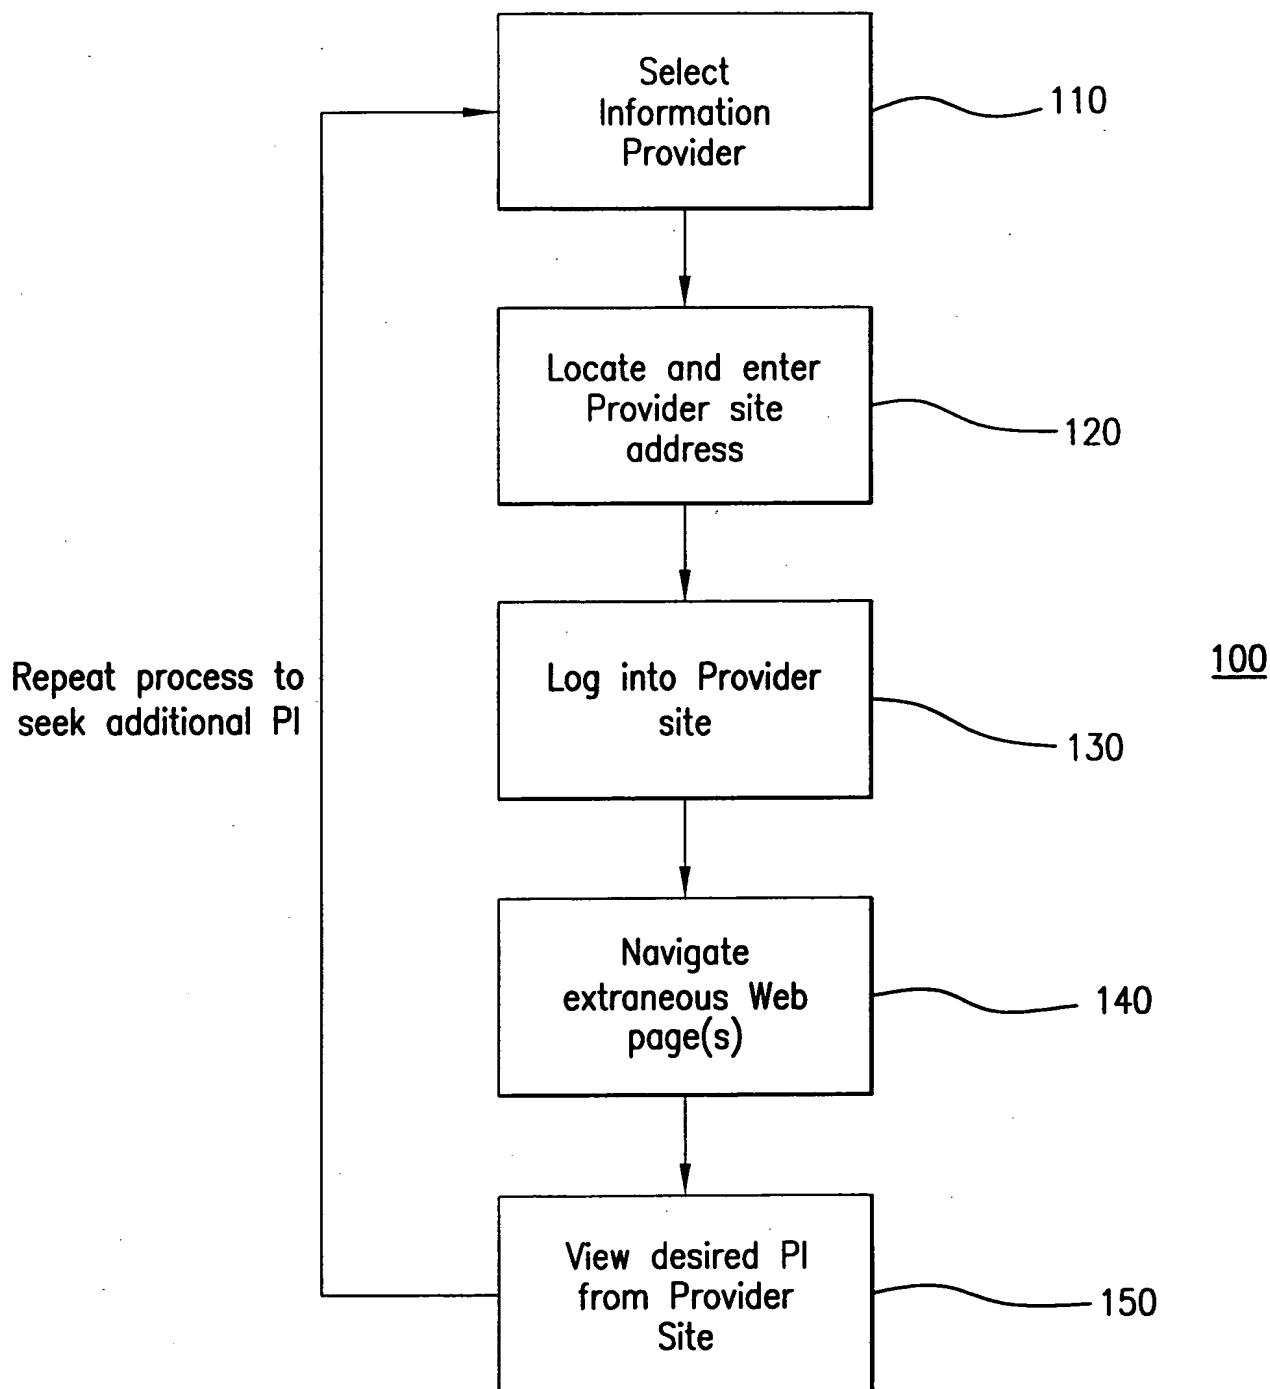 Select
Information
Provider
110
Locate and enter
Provider site
address
120
Repeat process to
seek additional PI
Log into Provider
site
130
100
Navigate
extraneous Web
page(s)
140
View desired PI
from Provider
Site
150